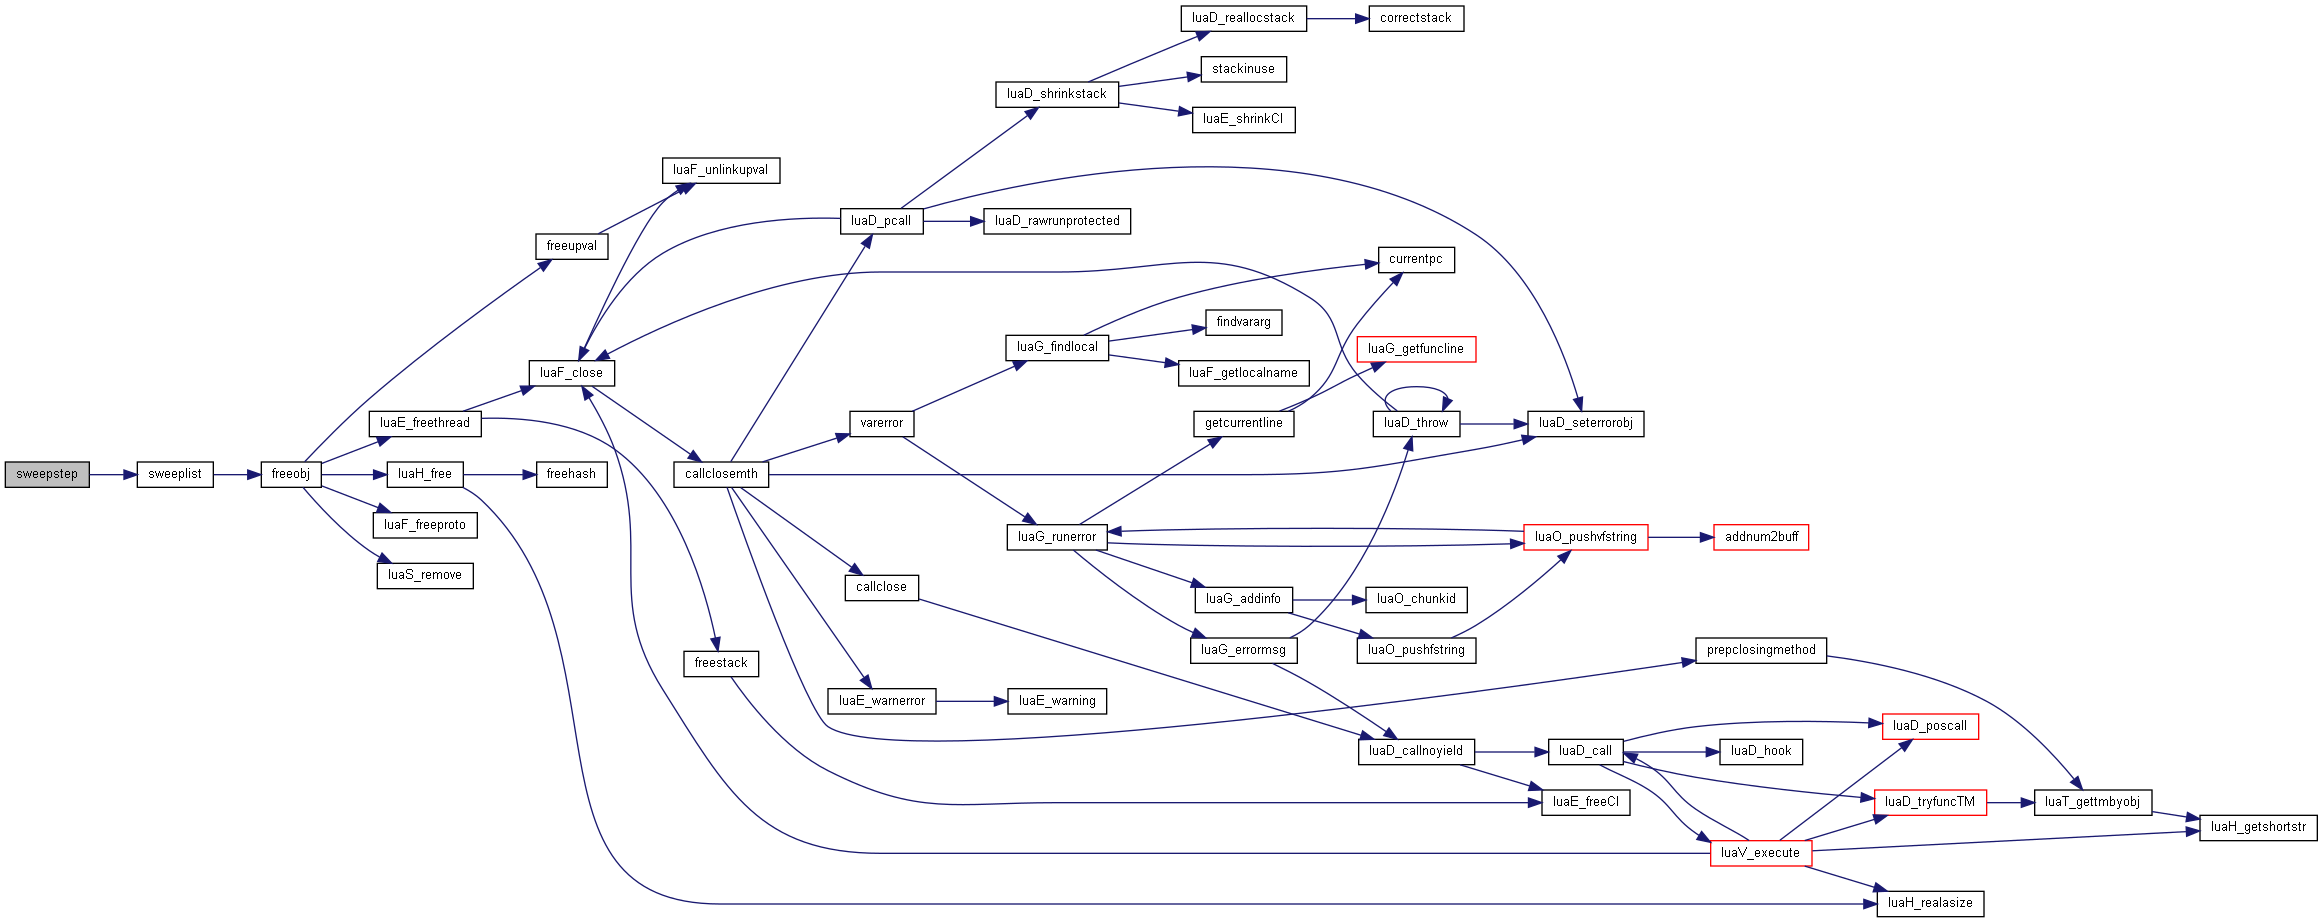 luaD_reallocstack
correctstack
stackinuse
luaD_shrinkstack
luaE_shrinkCI
luaF_unlinkupval
luaD_pcall
luaD_rawrunprotected
freeupval
currentpc
findvararg
luaG_findlocal
luaG_getfuncline
luaF_close
luaF_getlocalname
luaE_freethread
varerror
getcurrentline
luaD_throw
luaD_seterrorobj
sweepstep
sweeplist
freeobj
luaH_free
freehash
callclosemth
luaF_freeproto
luaG_runerror
luaO_pushvfstring
addnum2buff
luaS_remove
callclose
luaG_addinfo
luaO_chunkid
freestack
luaG_errormsg
luaO_pushfstring
prepclosingmethod
luaE_warnerror
luaE_warning
luaD_poscall
luaD_callnoyield
luaD_call
luaD_hook
luaE_freeCI
luaD_tryfuncTM
luaT_gettmbyobj
luaH_getshortstr
luaV_execute
luaH_realasize